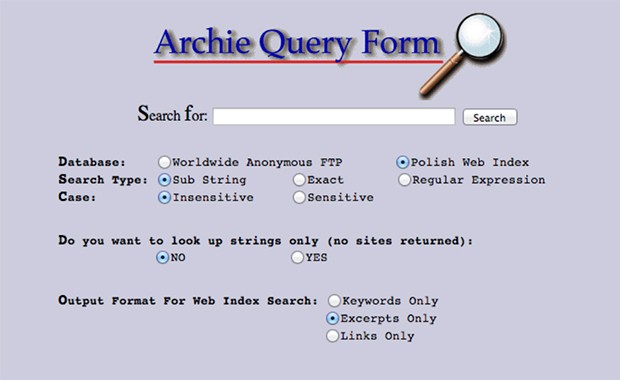 Archie Query Form
Search for: Search
Database: Worldwide Anonymous FTP Polish Web Index
Search Type: Sub String Exact Regular Expression
Case: Insensitive Sensitive
Do you want to look up strings only (no sites returned):
NO YES
Output Format For Web Index Search: Keywords Only
Excerpts Only
Links Only